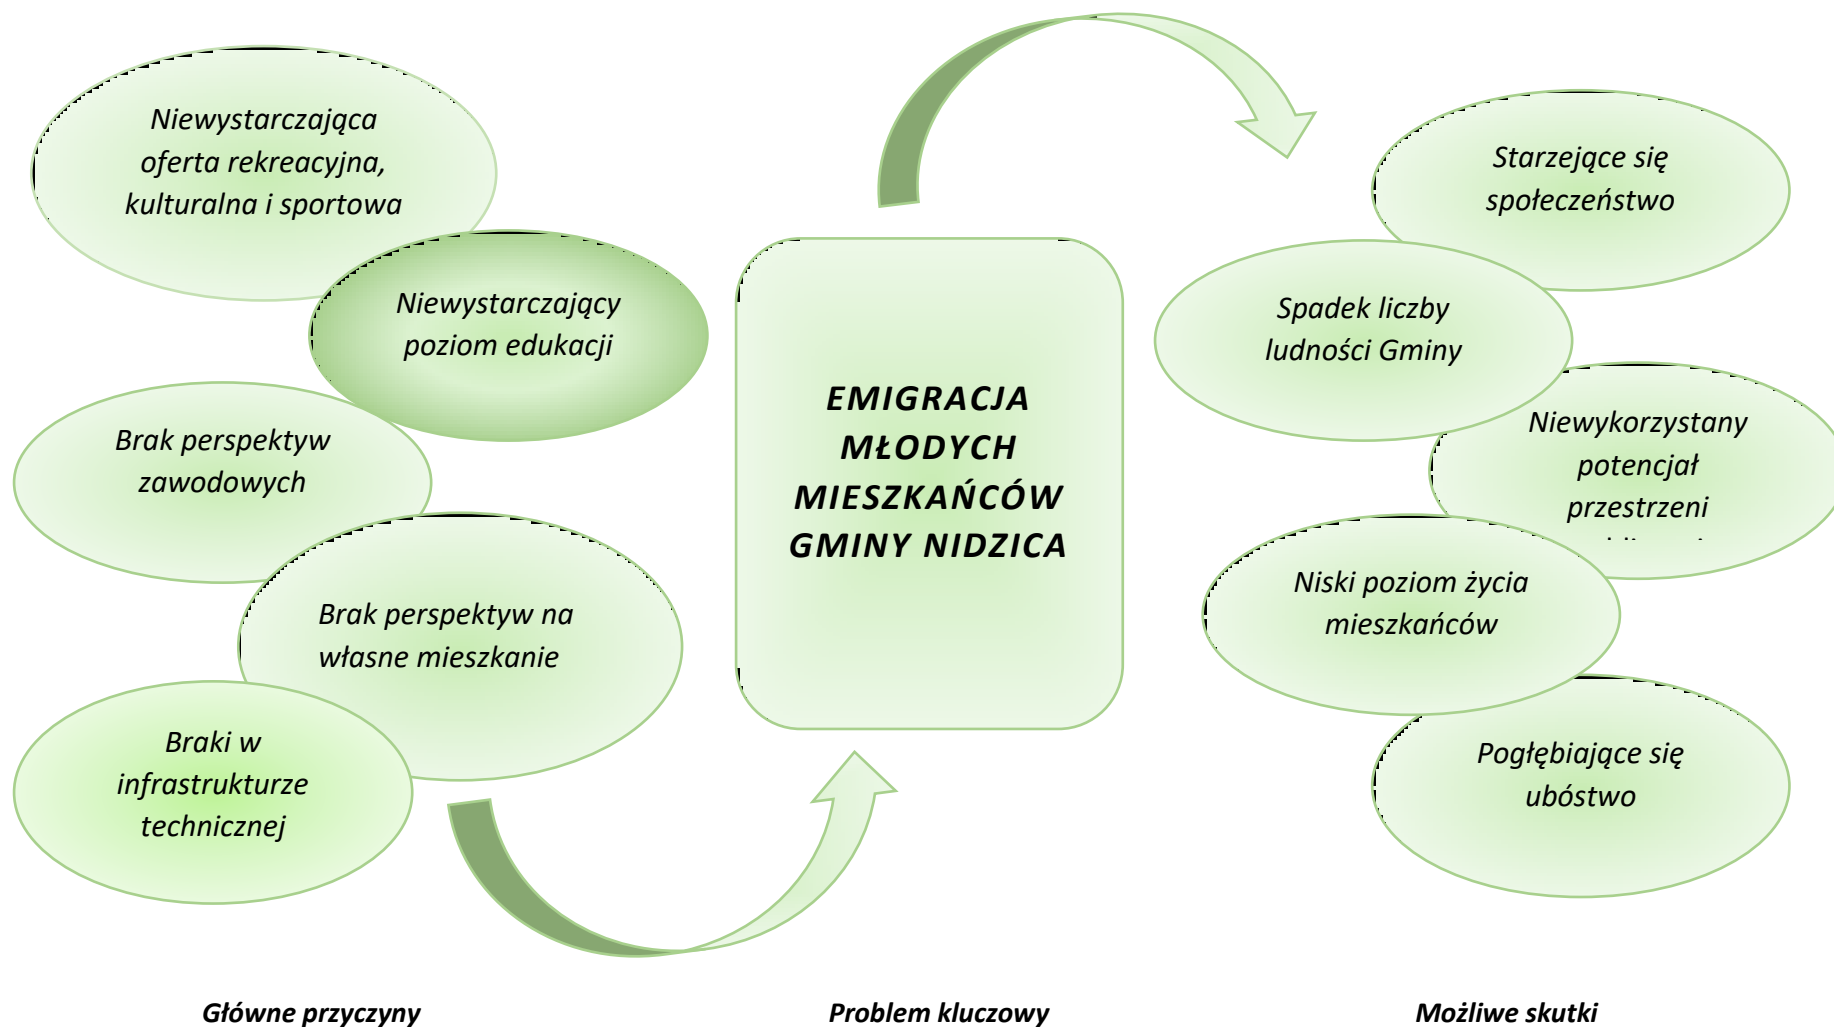 Niewystarczająca
oferta rekreacyjna,
kulturalna i sportowa
Niewystarczający
poziom edukacji
Brak perspektyw
zawodowych
Brak perspektyw na
własne mieszkanie
Braki w
infrastrukturze
technicznej
EMIGRACJA
MŁODYCH
MIESZKAŃCÓW
GMINY NIDZICA
Starzejące się
społeczeństwo
Spadek liczby
ludności Gminy
Niewykorzystany
potencjał
przestrzeni
Niski poziom życia
mieszkańców
Pogłębiające się
ubóstwo
Główne przyczyny
Problem kluczowy
Możliwe skutki